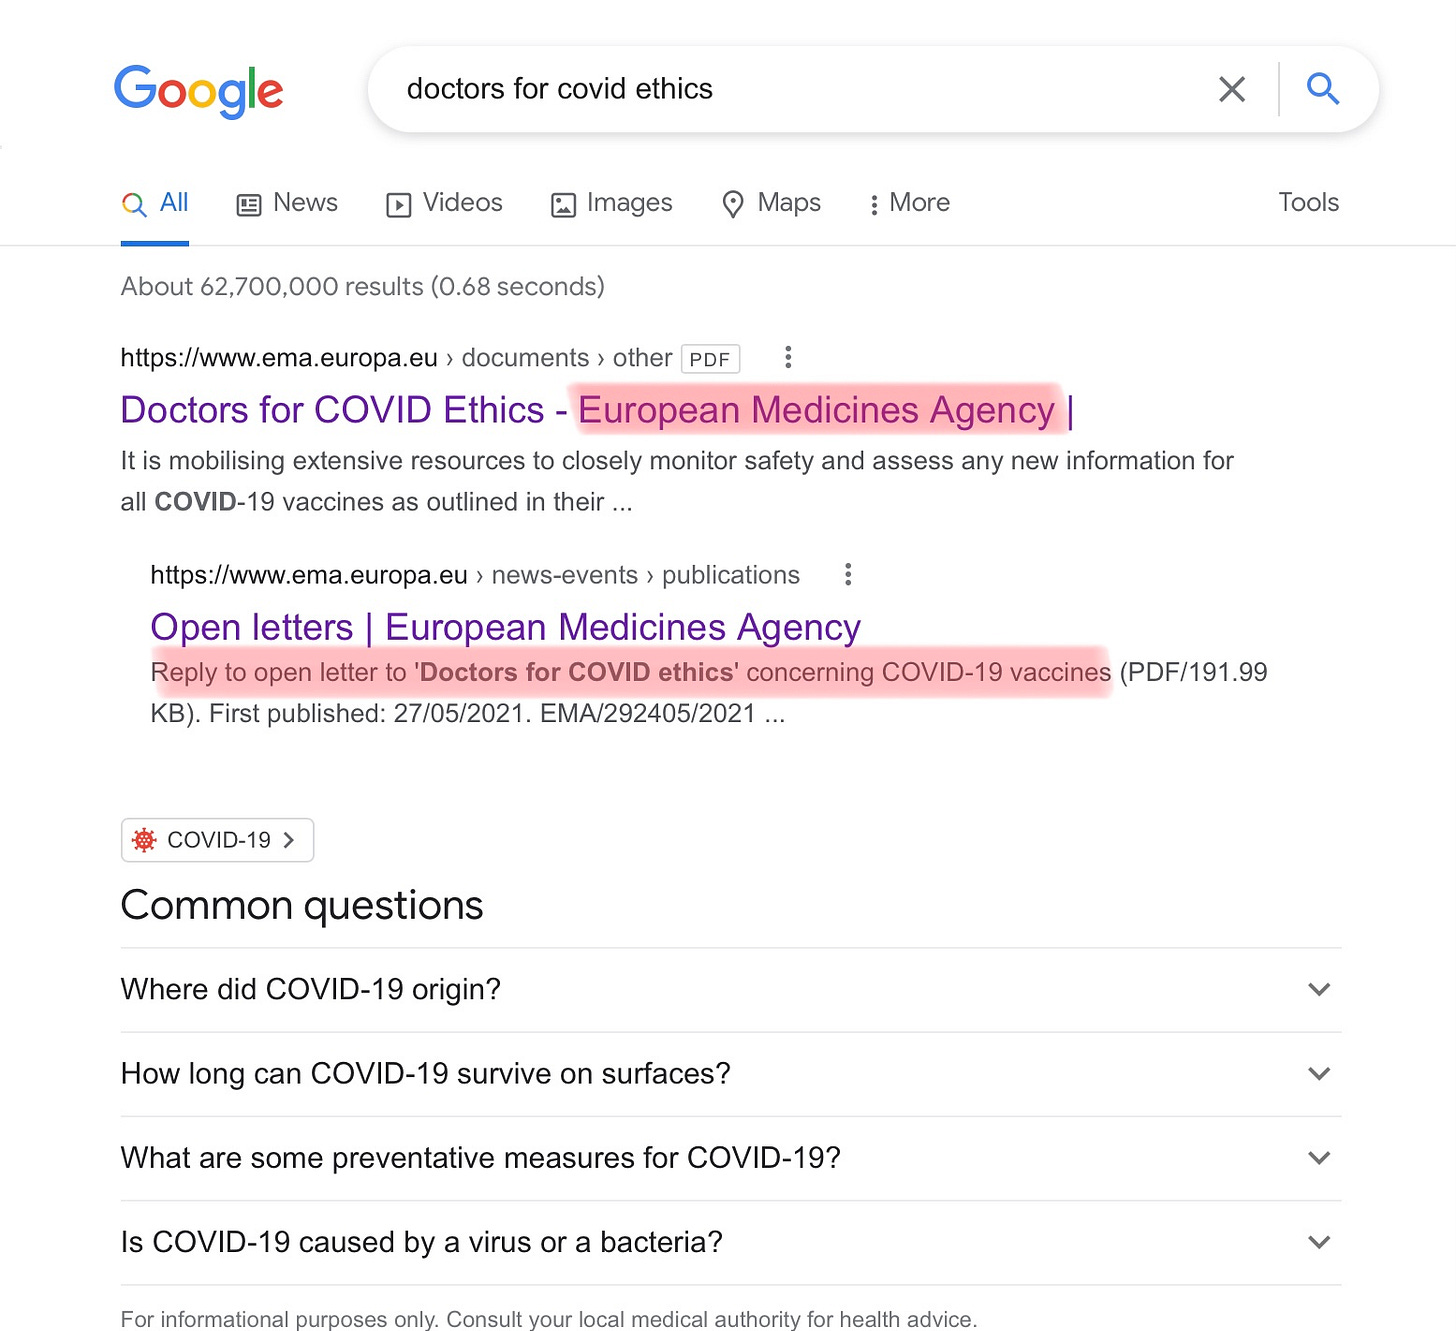 Google
doctors for covid ethics
All News Videos Images Maps More Tools
About 62,700,000 results (0.68 seconds)
https://www.ema.europa.eu › documents › other PDF
Doctors for COVID Ethics - European Medicines Agency |
It is mobilising extensive resources to closely monitor safety and assess any new information for
all COVID-19 vaccines as outlined in their ...
https://www.ema.europa.eu › news-events › publications
Open letters | European Medicines Agency
Reply to open letter to 'Doctors for COVID ethics' concerning COVID-19 vaccines (PDF/191.99
KB). First published: 27/05/2021. EMA/292405/2021 ...
COVID-19
Common questions
Where did COVID-19 origin?
How long can COVID-19 survive on surfaces?
What are some preventative measures for COVID-19?
Is COVID-19 caused by a virus or a bacteria?
For informational purposes only. Consult your local medical authority for health advice.